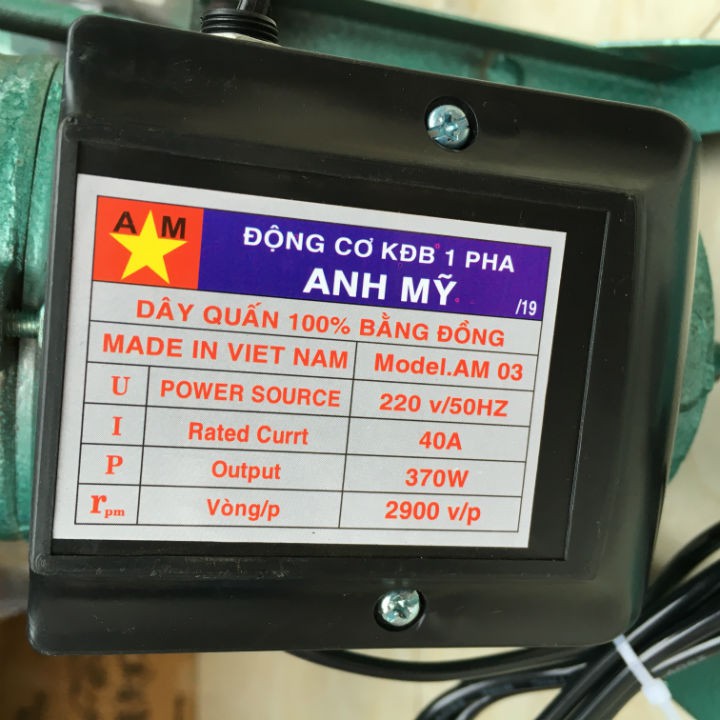 A M
ĐỘNG CƠ KĐB 1 PHA
ANH MỸ
/19
DÂY QUẤN 100% BẰNG ĐỒNG
MADE IN VIET NAM Model.AM 03
U POWER SOURCE 220 v/50HZ
I Rated Currt 40A
P Output 370W
rpm Vòng/p 2900 v/p